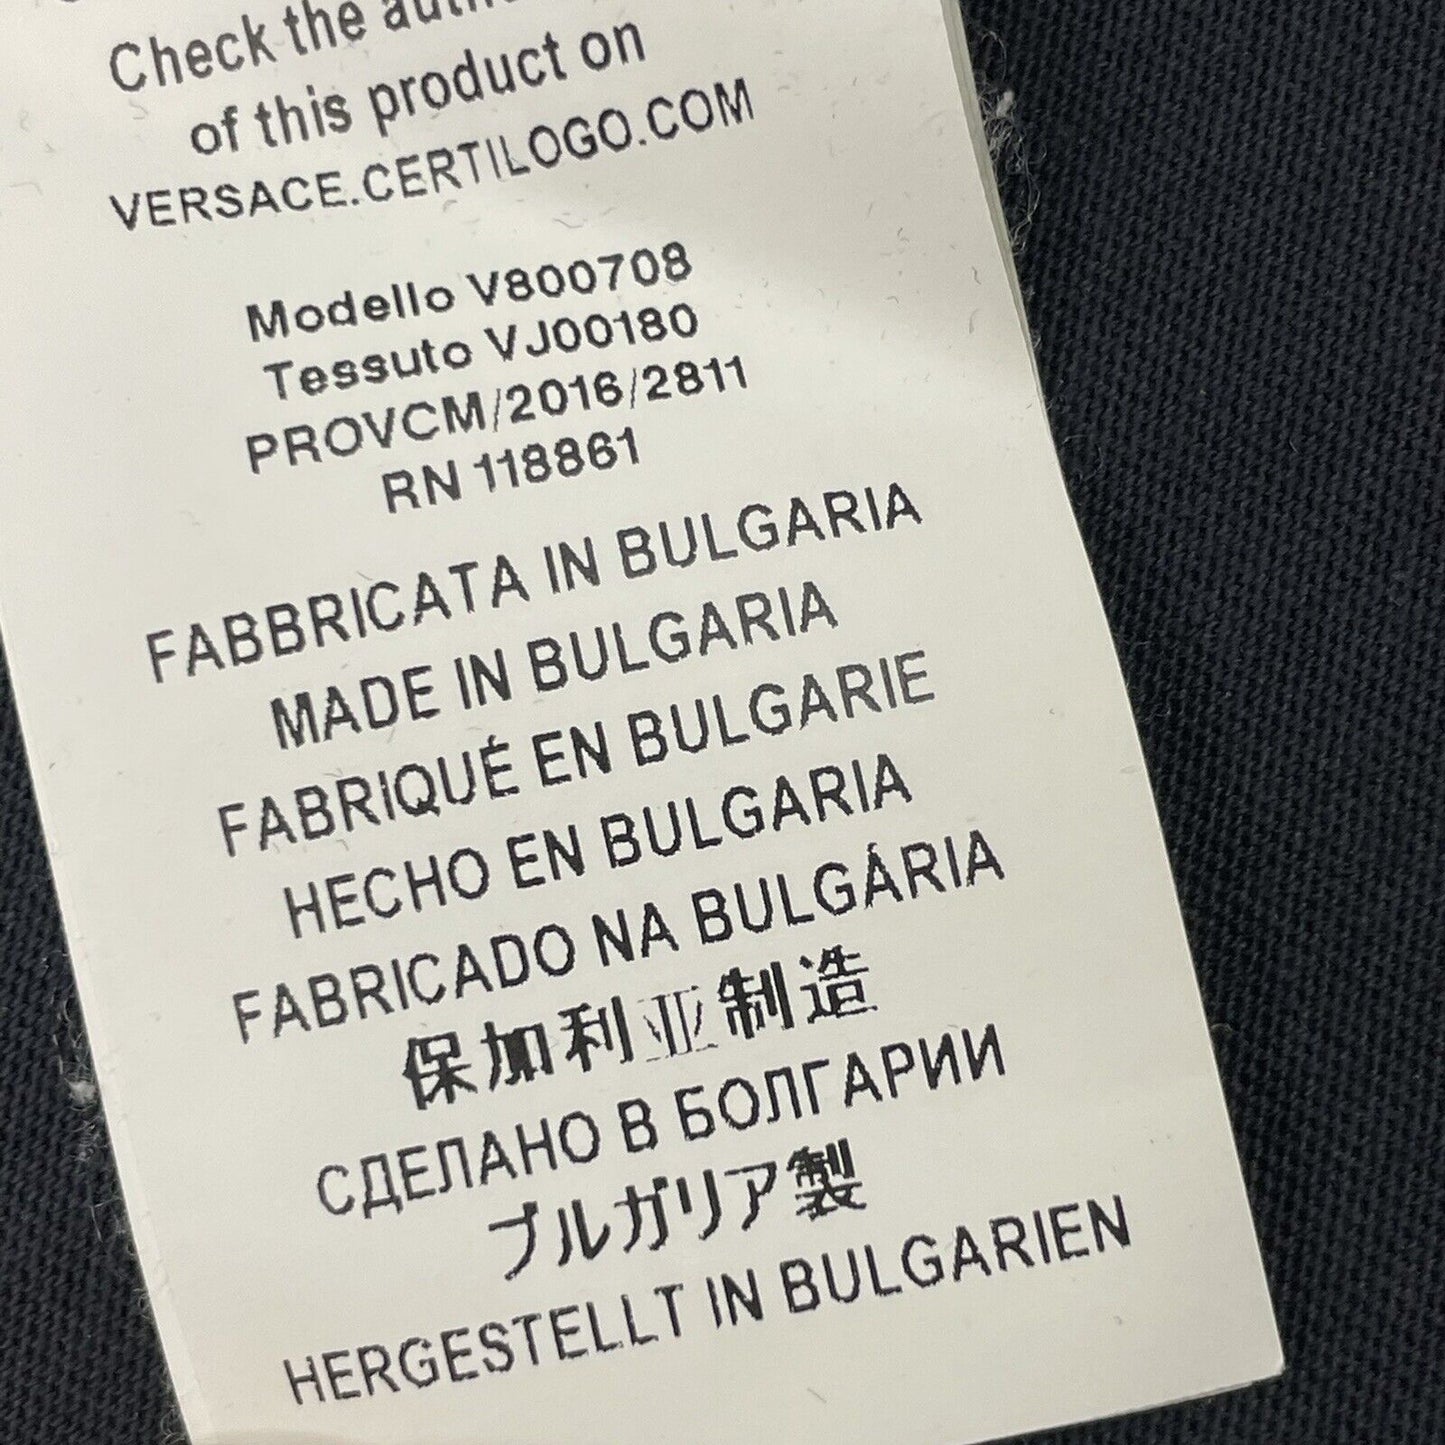 Check the
of this product on
VERSACE.CERTILOGO.COM
Modello V800708
Tessuto VJ00180
PROVCM/2016/2811
RN 118861
FABBRICATA IN BULGARIA
MADE IN BULGARIA
FABRIQUÉ EN BULGARIE
HECHO EN BULGARIA
FABRICADO NA BULGÁRIA
保加利亚制造
СДЕЛАНО В БОЛГАРИИ
ブルガリア製
HERGESTELLT IN BULGARIEN